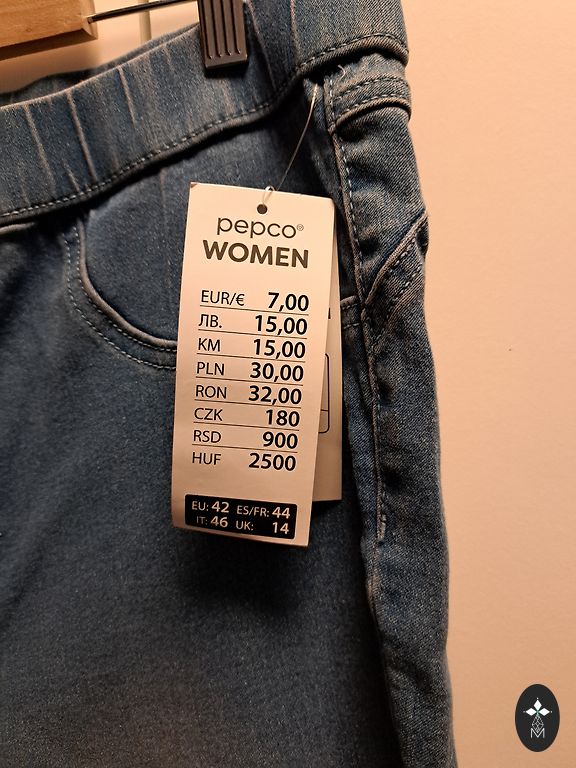 pepco®
WOMEN
EUR/€ 7,00
ЛВ. 15,00
KM 15,00
PLN 30,00
RON 32,00
CZK 180
RSD 900
HUF 2500
EU: 42 ES/FR: 44
IT: 46 UK: 14